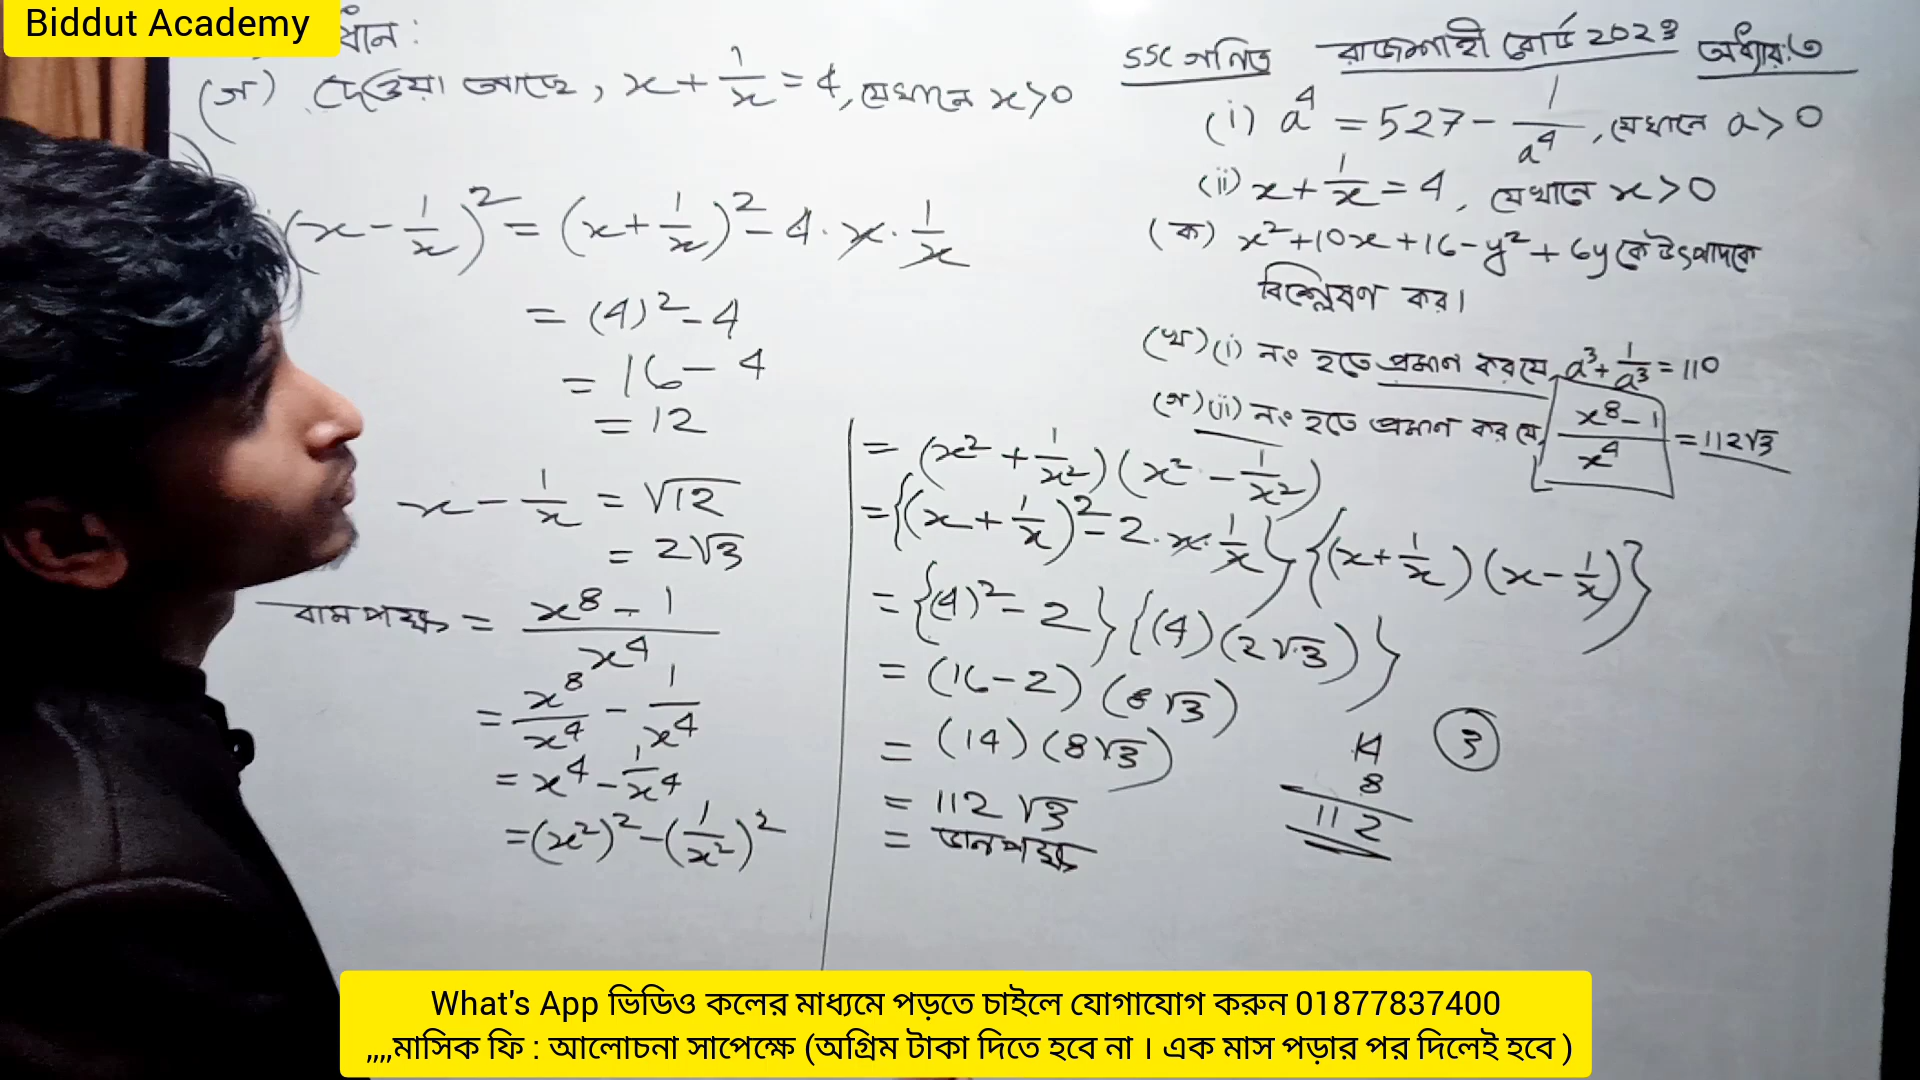 Biddut Academy
ধান :
(গ) দেওয়া আছে, x + 1/x = 4, যেখানে x > 0
(x - 1/x)² = (x + 1/x)² - 4 · x · 1/x
= (4)² - 4
= 16 - 4
= 12
x - 1/x = √12
= 2√3
বামপক্ষ = (x⁸ - 1)/x⁴
= x⁸/x⁴ - 1/x⁴
= x⁴ - 1/x⁴
= (x²)² - (1/x²)²
= (x² + 1/x²) (x² - 1/x²)
= {(x + 1/x)² - 2 · x · 1/x} {(x + 1/x) (x - 1/x)}
= {(4)² - 2} {(4) (2√3)}
= (16 - 2) (8√3)
= (14) (8√3)
= 112√3
= ডানপক্ষ
SSC গনিত রাজশাহী বোর্ড 2023 অধ্যায়: ৩
(i) a⁴ = 527 - 1/a⁴, যেখানে a > 0
(ii) x + 1/x = 4, যেখানে x > 0
(ক) x² + 10x + 16 - y² + 6y কে উৎপাদকে
বিশ্লেষণ কর।
(খ) (i) নং হতে প্রমান কর যে, a³ + 1/a³ = 110
(গ) (ii) নং হতে প্রমান কর যে, (x⁸ - 1)/x⁴ = 112√3
14
8
112
What's App ভিডিও কলের মাধ্যমে পড়তে চাইলে যোগাযোগ করুন 01877837400
,,,,মাসিক ফি : আলোচনা সাপেক্ষে (অগ্রিম টাকা দিতে হবে না । এক মাস পড়ার পর দিলেই হবে )